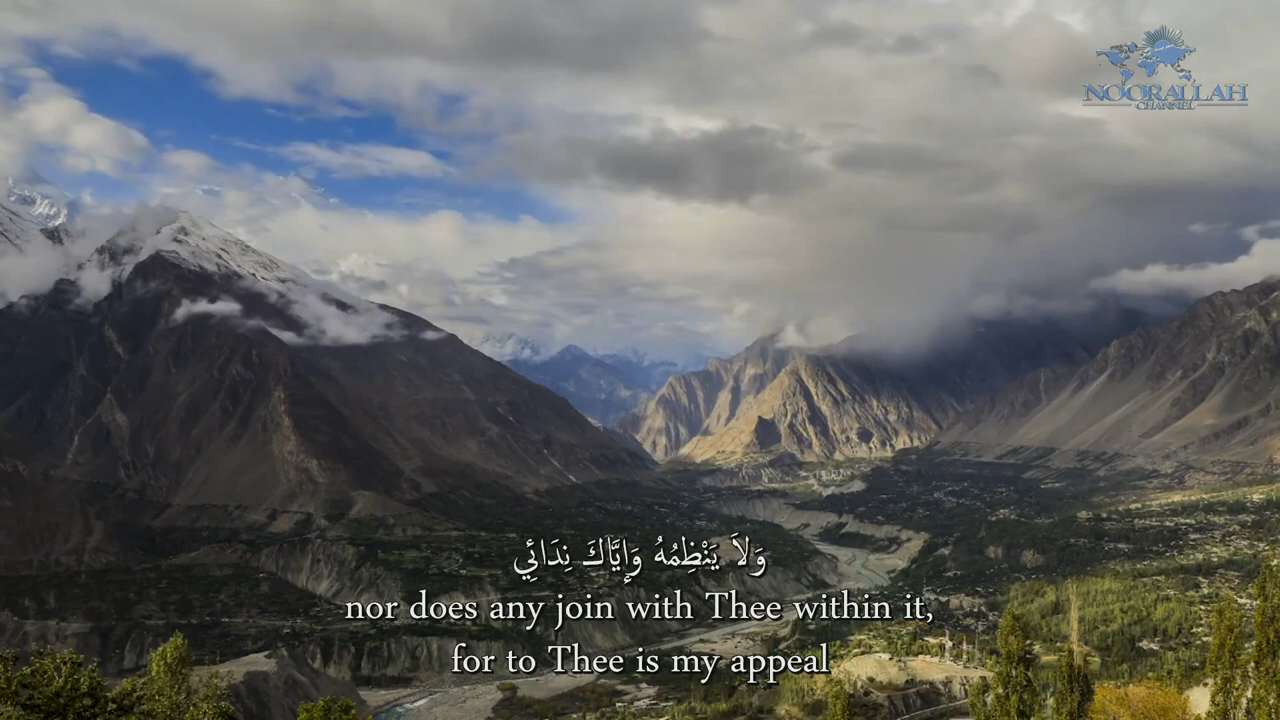 NOORALLAH
CHANNEL
وَلاَ يَنْظِمُهُ وَإِيَّاكَ نِدَائِي
nor does any join with Thee within it,
for to Thee is my appeal